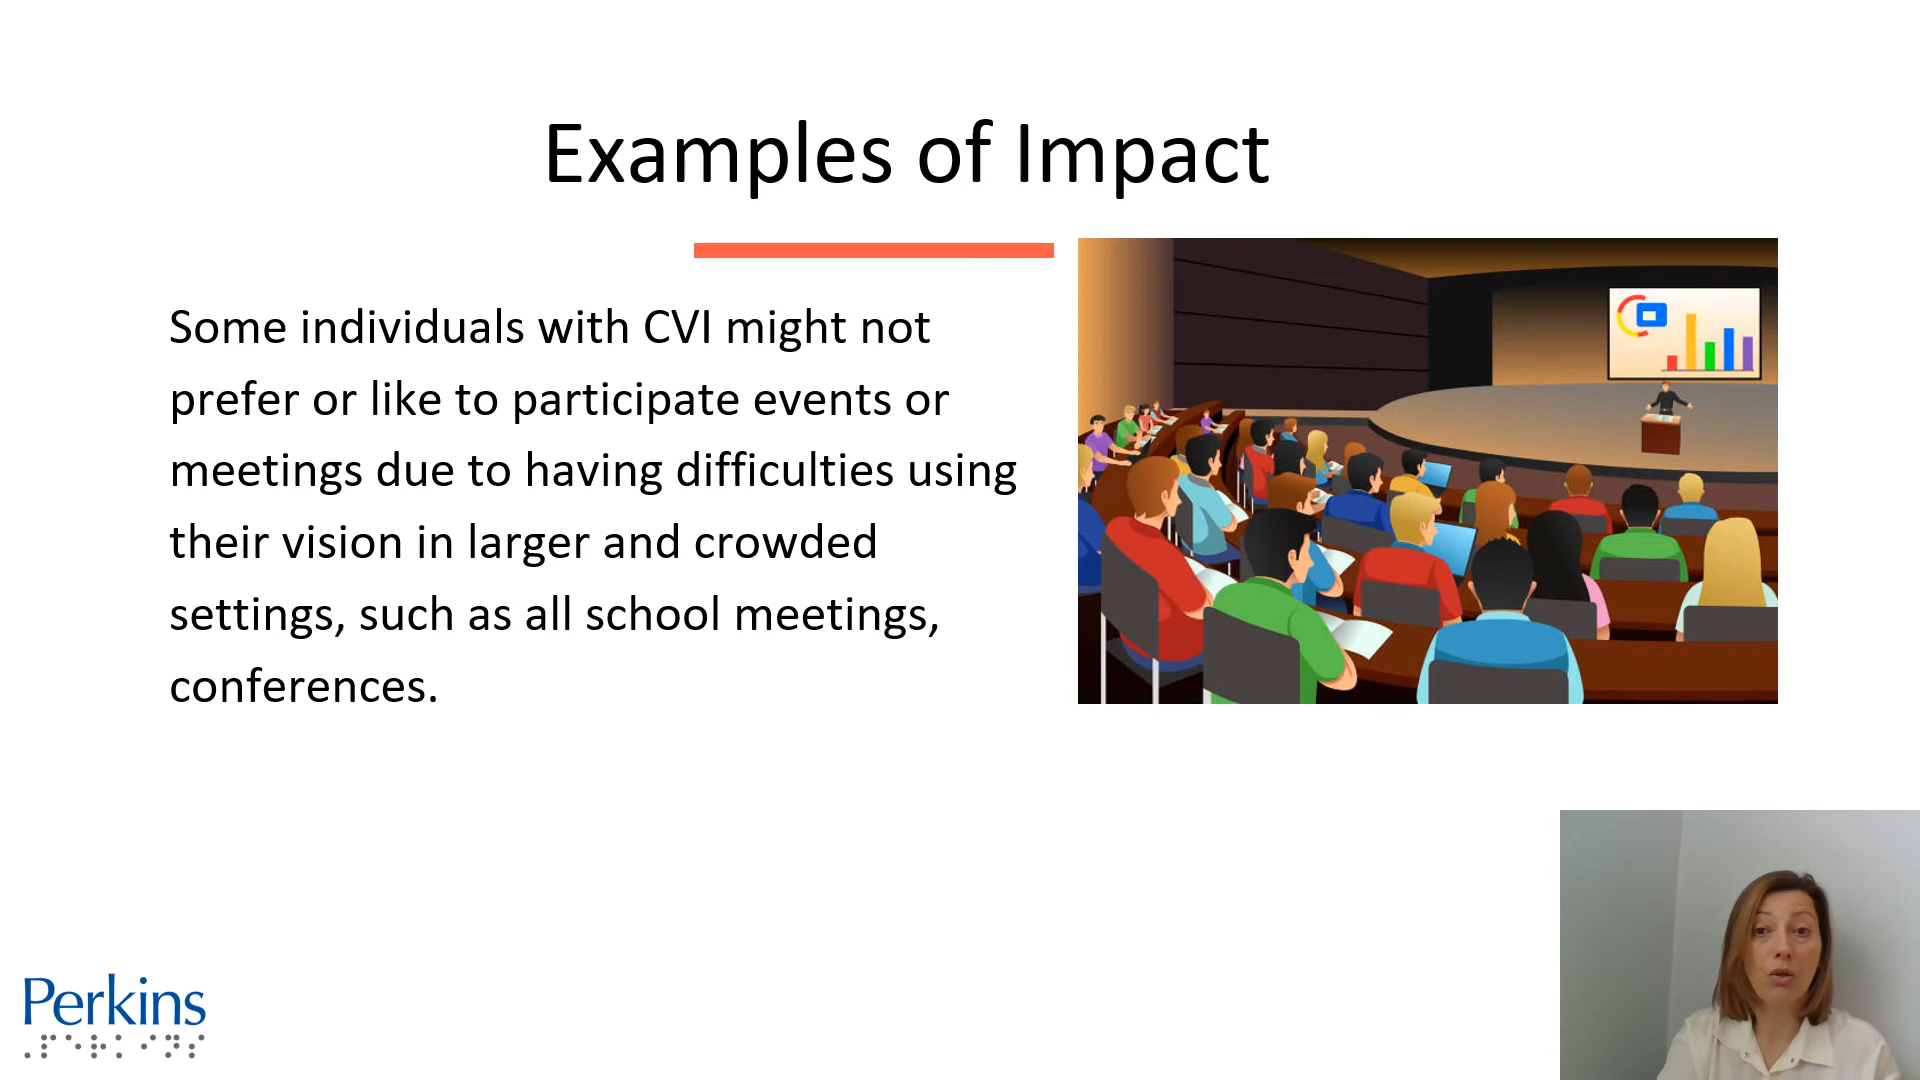 Examples of Impact
Some individuals with CVI might not
prefer or like to participate events or
meetings due to having difficulties using
their vision in larger and crowded
settings, such as all school meetings,
conferences.
Perkins
⠠⠏⠑⠗⠅⠊⠝⠎